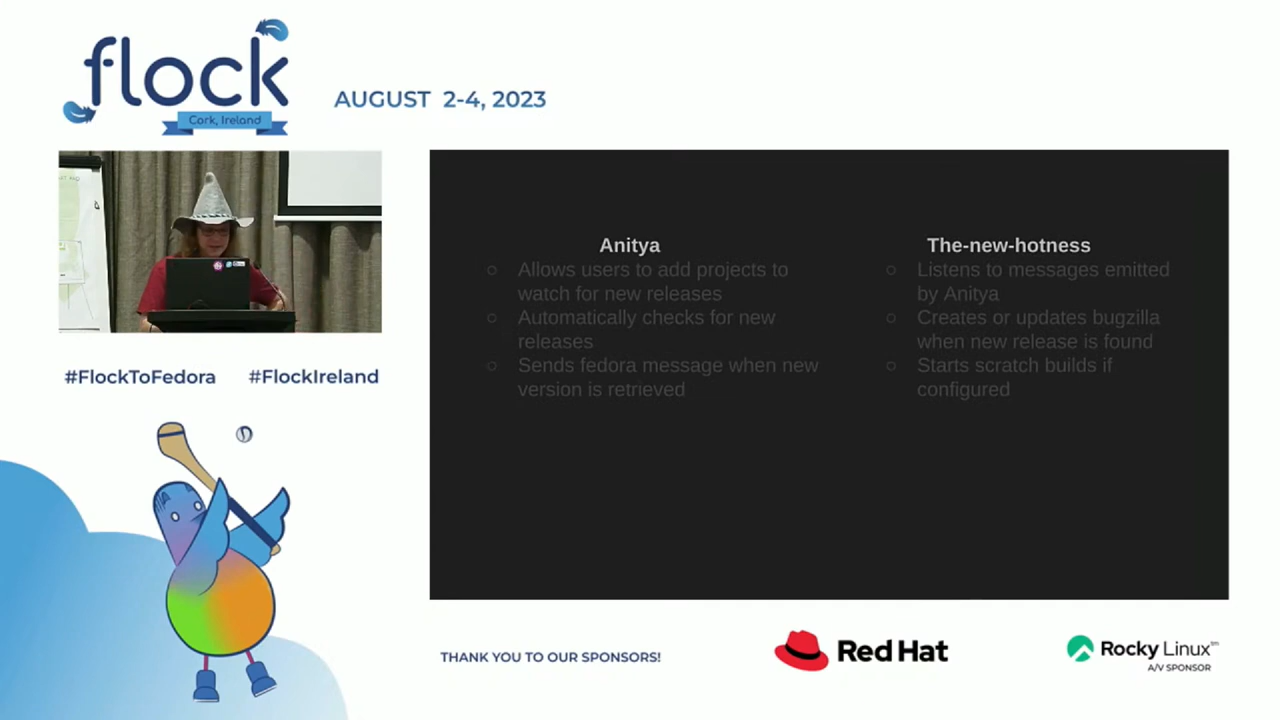 flock
Cork, Ireland
AUGUST 2-4, 2023
#FlockToFedora #FlockIreland
Anitya
○ Allows users to add projects to
watch for new releases
○ Automatically checks for new
releases
○ Sends fedora message when new
version is retrieved
The-new-hotness
○ Listens to messages emitted
by Anitya
○ Creates or updates bugzilla
when new release is found
○ Starts scratch builds if
configured
THANK YOU TO OUR SPONSORS!
Red Hat
Rocky Linux™
A/V SPONSOR